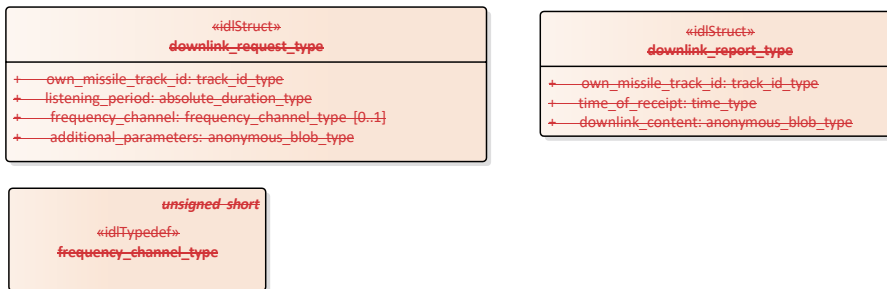 «idlStruct»
downlink_request_type
+ own_missile_track_id: track_id_type
+ listening_period: absolute_duration_type
+ frequency_channel: frequency_channel_type [0..1]
+ additional_parameters: anonymous_blob_type
«idlStruct»
downlink_report_type
+ own_missile_track_id: track_id_type
+ time_of_receipt: time_type
+ downlink_content: anonymous_blob_type
unsigned short
«idlTypedef»
frequency_channel_type